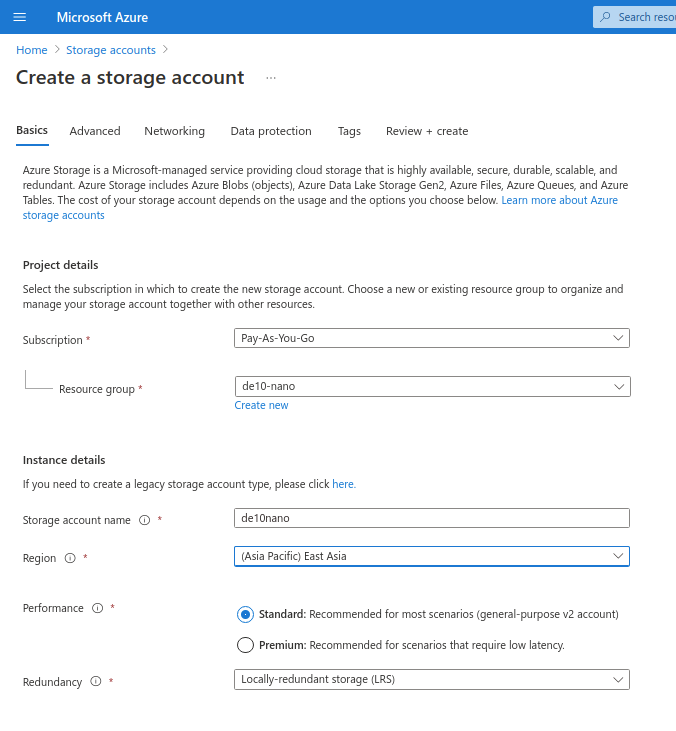 Microsoft Azure
Search
Home > Storage accounts >
Create a storage account ...
Basics Advanced Networking Data protection Tags Review + create
Azure Storage is a Microsoft-managed service providing cloud storage that is highly available, secure, durable, scalable, and
redundant. Azure Storage includes Azure Blobs (objects), Azure Data Lake Storage Gen2, Azure Files, Azure Queues, and Azure
Tables. The cost of your storage account depends on the usage and the options you choose below. Learn more about Azure
storage accounts
Project details
Select the subscription in which to create the new storage account. Choose a new or existing resource group to organize and
manage your storage account together with other resources.
Subscription *
Pay-As-You-Go
Resource group *
de10-nano
Create new
Instance details
If you need to create a legacy storage account type, please click here.
Storage account name *
de10nano
Region *
(Asia Pacific) East Asia
Performance *
Standard: Recommended for most scenarios (general-purpose v2 account)
Premium: Recommended for scenarios that require low latency.
Redundancy *
Locally-redundant storage (LRS)